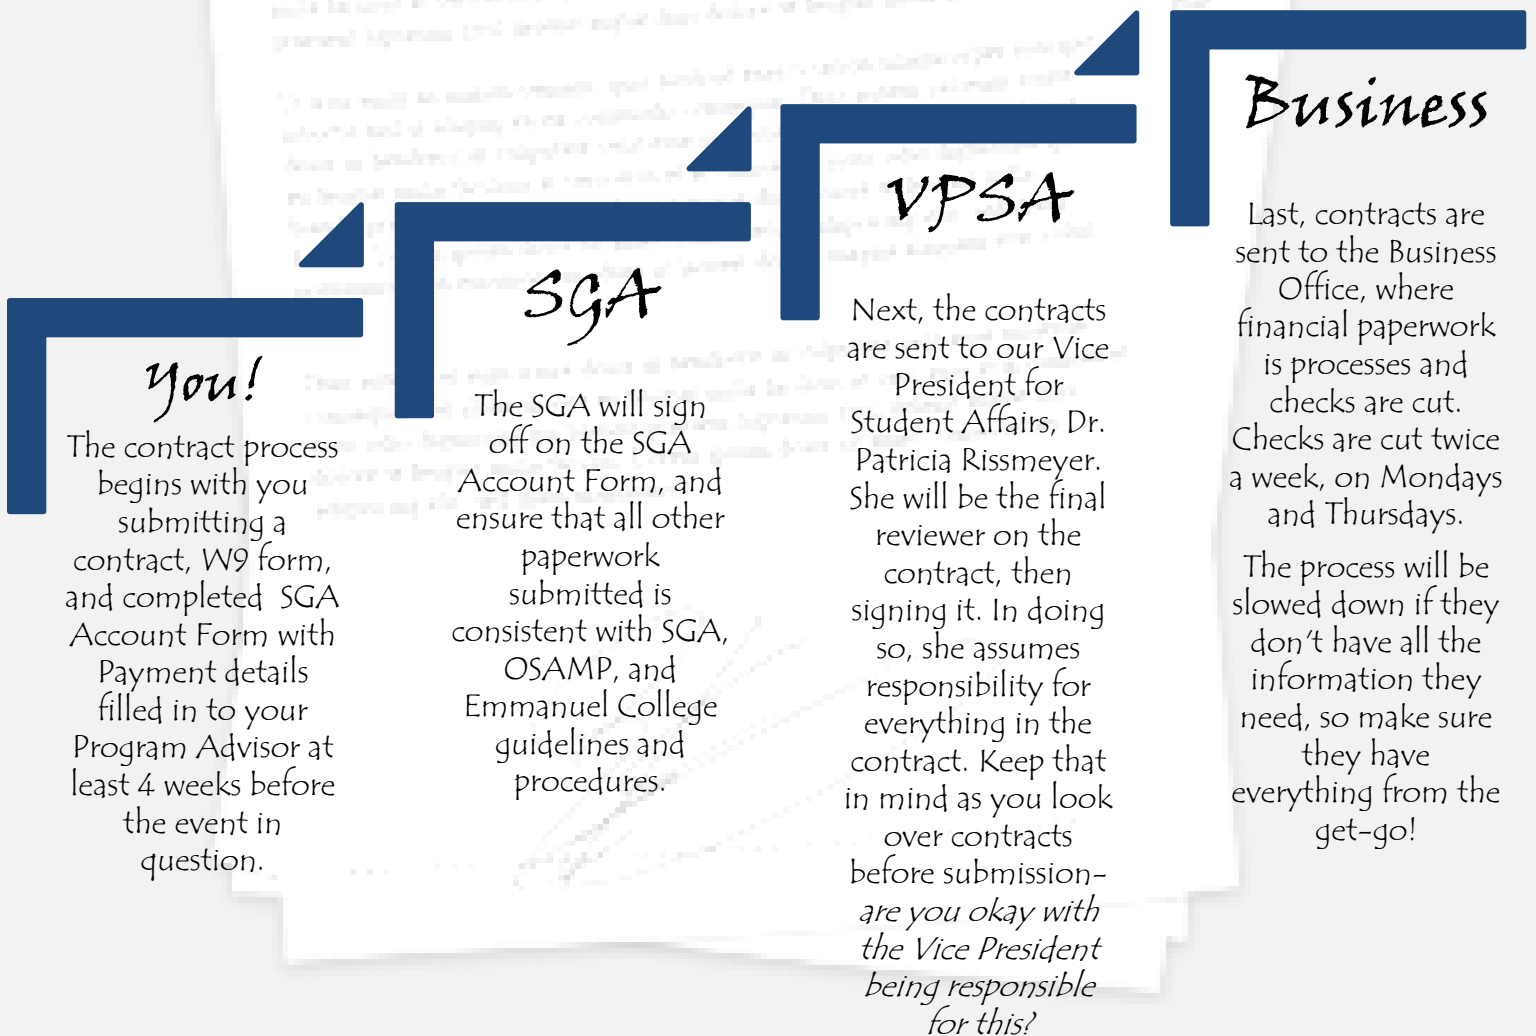 You!
The contract process
begins with you
submitting a
contract, W9 form,
and completed SGA
Account Form with
Payment details
filled in to your
Program Advisor at
least 4 weeks before
the event in
question.
SGA
The SGA will sign
off on the SGA
Account Form, and
ensure that all other
paperwork
submitted is
consistent with SGA,
OSAMP, and
Emmanuel College
guidelines and
procedures.
VPSA
Next, the contracts
are sent to our Vice
President for
Student Affairs, Dr.
Patricia Rissmeyer.
She will be the final
reviewer on the
contract, then
signing it. In doing
so, she assumes
responsibility for
everything in the
contract. Keep that
in mind as you look
over contracts
before submission-
are you okay with
the Vice President
being responsible
for this?
Business
Last, contracts are
sent to the Business
Office, where
financial paperwork
is processes and
checks are cut.
Checks are cut twice
a week, on Mondays
and Thursdays.
The process will be
slowed down if they
don't have all the
information they
need, so make sure
they have
everything from the
get-go!